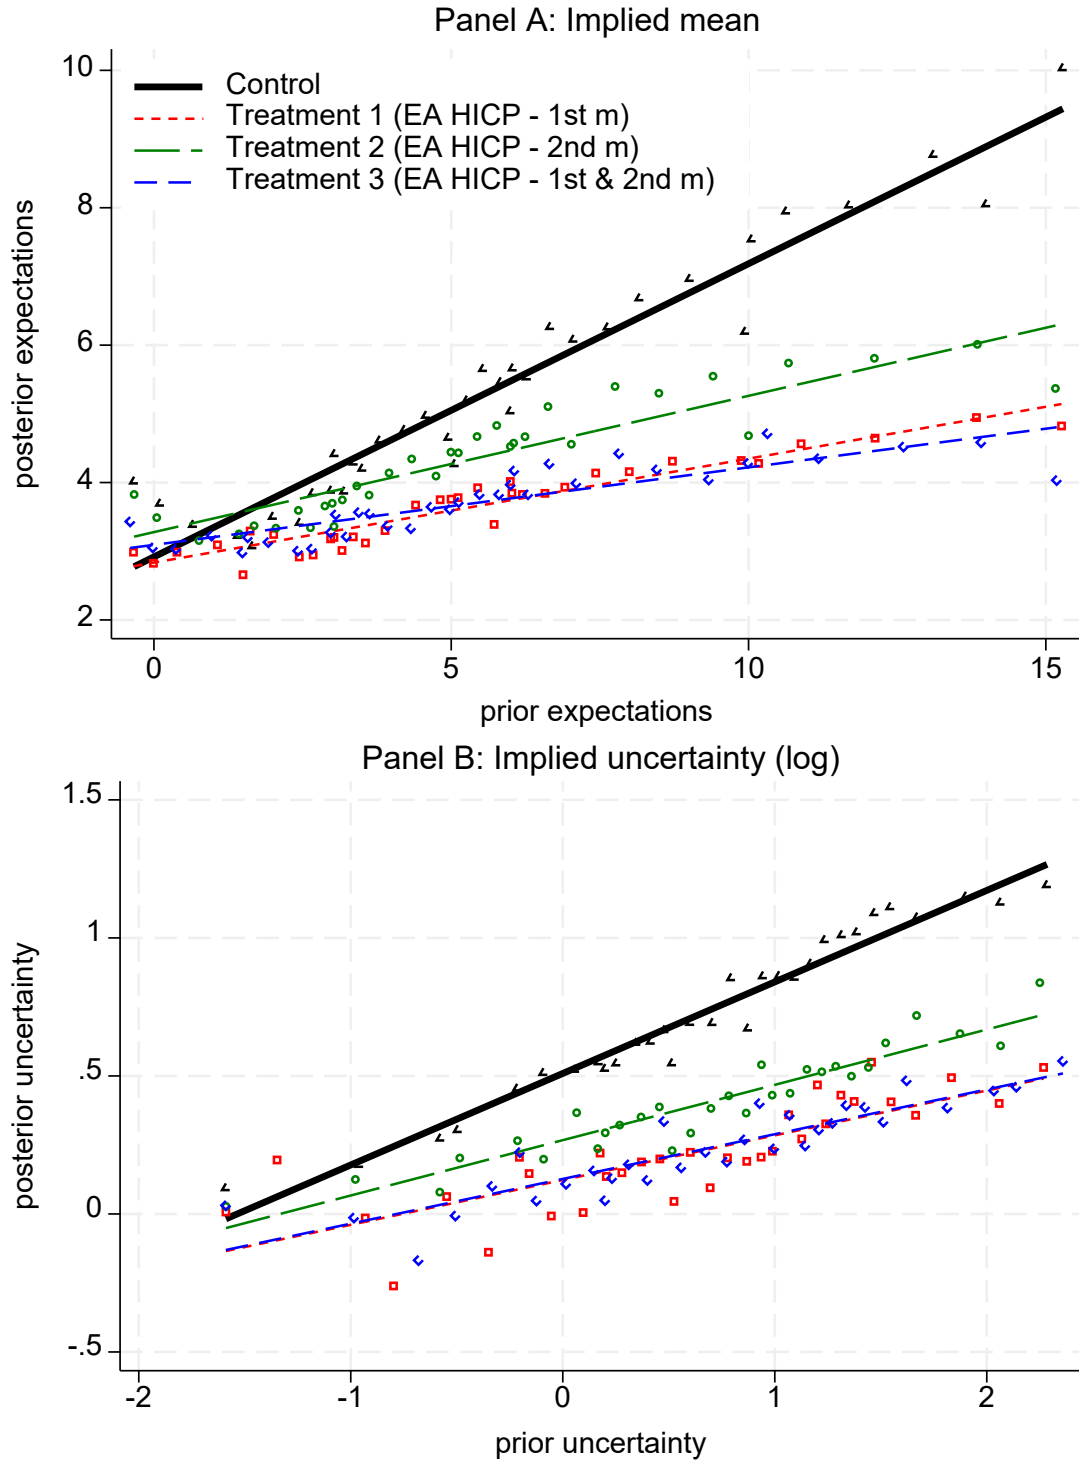 Panel A: Implied mean
10
8
6
4
2
posterior expectations
Control
Treatment 1 (EA HICP - 1st m)
Treatment 2 (EA HICP - 2nd m)
Treatment 3 (EA HICP - 1st & 2nd m)
0 5 10 15
prior expectations
Panel B: Implied uncertainty (log)
1.5
1
.5
0
-.5
posterior uncertainty
-2 -1 0 1 2
prior uncertainty